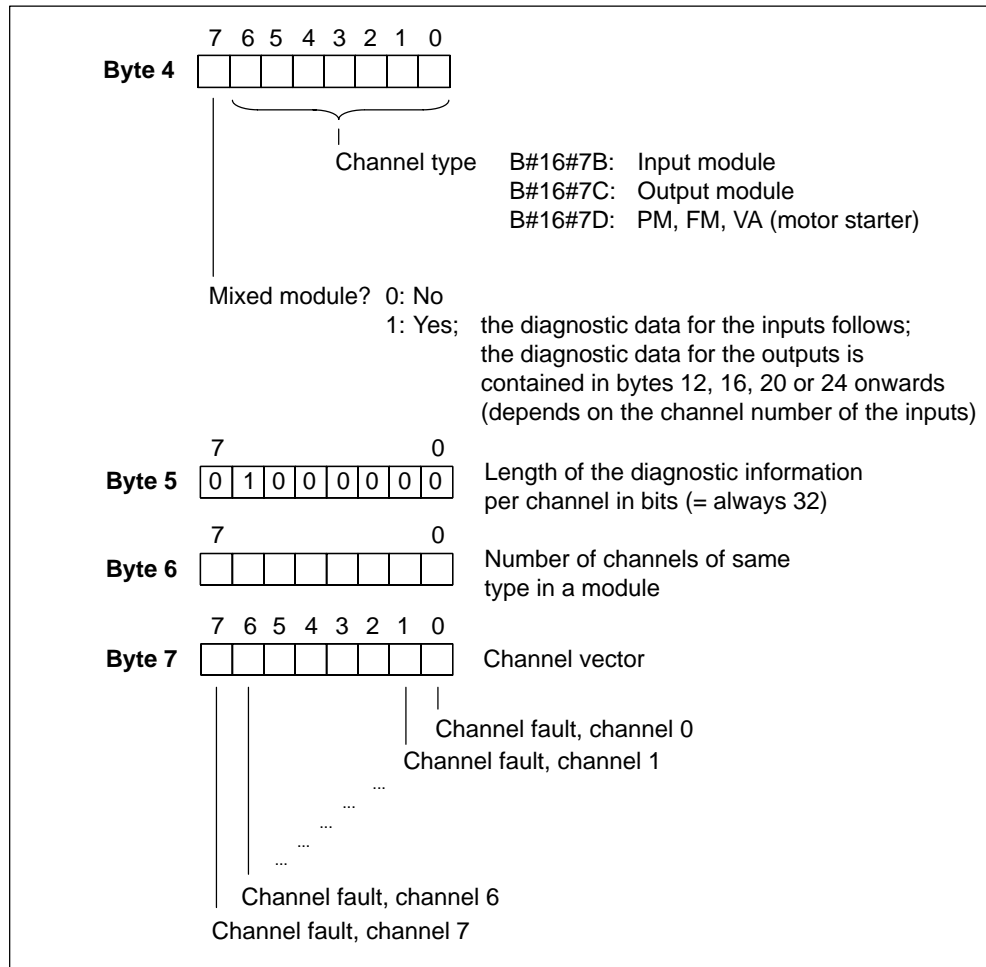 7 6 5 4 3 2 1 0
Byte 4
Channel type B#16#7B: Input module
B#16#7C: Output module
B#16#7D: PM, FM, VA (motor starter)
Mixed module? 0: No
1: Yes; the diagnostic data for the inputs follows;
the diagnostic data for the outputs is
contained in bytes 12, 16, 20 or 24 onwards
(depends on the channel number of the inputs)
7 0
Byte 5 0 1 0 0 0 0 0 0 Length of the diagnostic information
per channel in bits (= always 32)
7 0
Byte 6 Number of channels of same
type in a module
7 6 5 4 3 2 1 0
Byte 7 Channel vector
Channel fault, channel 0
Channel fault, channel 1
...
...
...
...
...
Channel fault, channel 6
Channel fault, channel 7